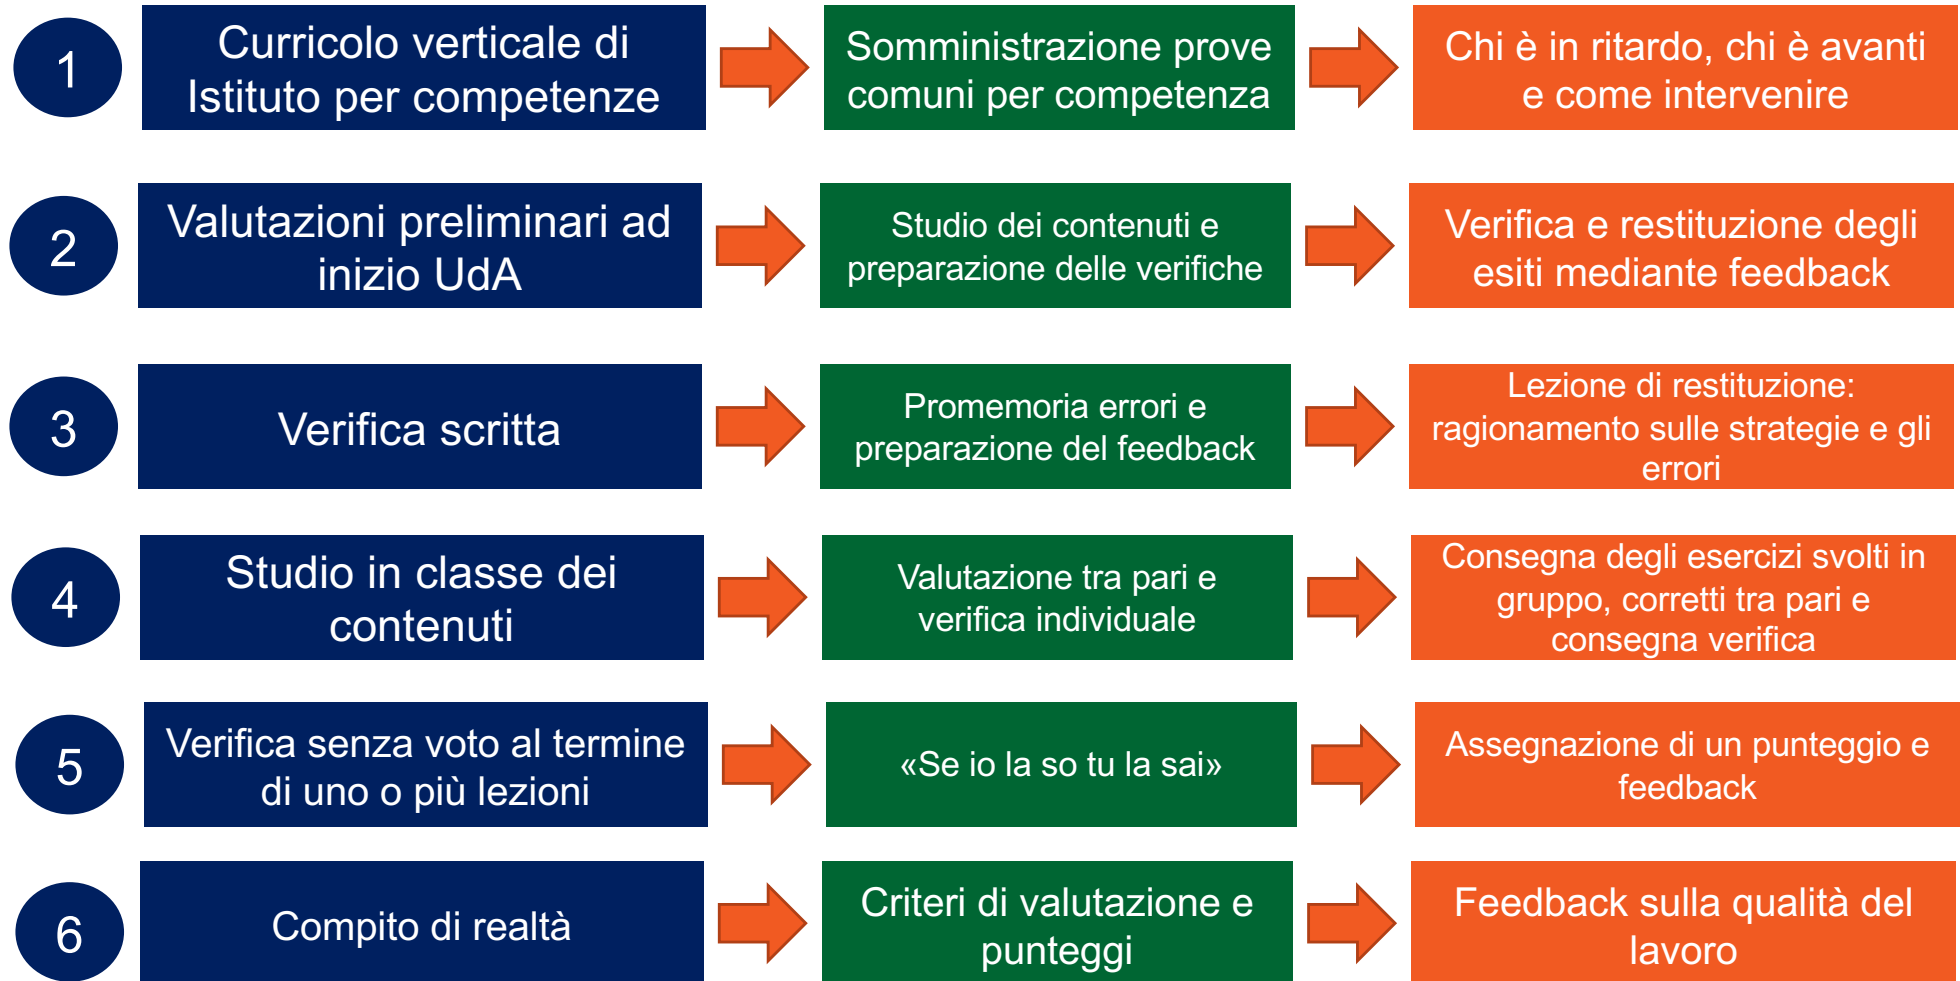 1
Curricolo verticale di
Istituto per competenze
Somministrazione prove
comuni per competenza
Chi è in ritardo, chi è avanti
e come intervenire
2
Valutazioni preliminari ad
inizio UdA
Studio dei contenuti e
preparazione delle verifiche
Verifica e restituzione degli
esiti mediante feedback
3
Verifica scritta
Promemoria errori e
preparazione del feedback
Lezione di restituzione:
ragionamento sulle strategie e gli
errori
4
Studio in classe dei
contenuti
Valutazione tra pari e
verifica individuale
Consegna degli esercizi svolti in
gruppo, corretti tra pari e
consegna verifica
5
Verifica senza voto al termine
di uno o più lezioni
«Se io la so tu la sai»
Assegnazione di un punteggio e
feedback
6
Compito di realtà
Criteri di valutazione e
punteggi
Feedback sulla qualità del
lavoro